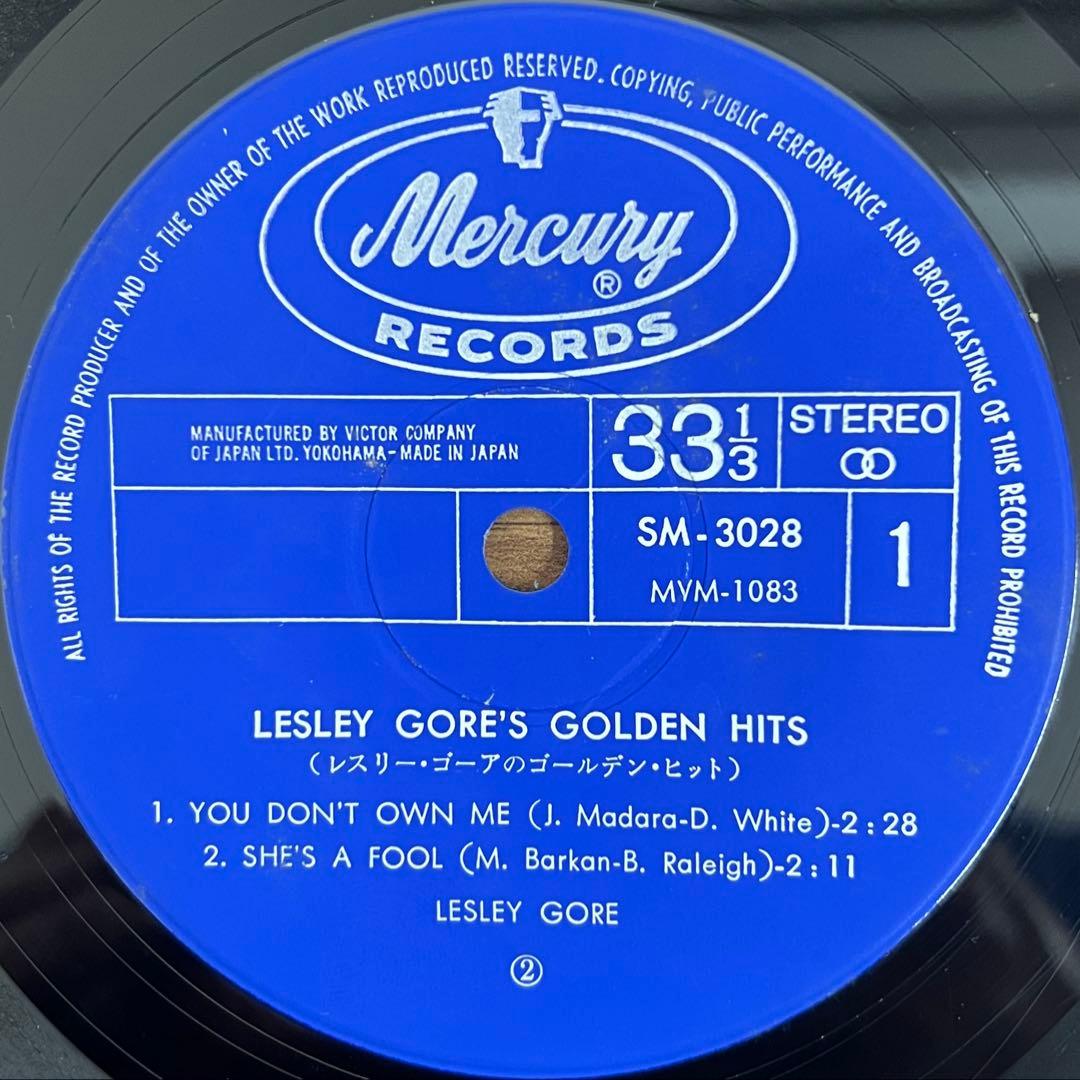 ALL RIGHTS OF THE RECORD PRODUCER AND OF THE OWNER OF THE WORK REPRODUCED RESERVED. COPYING, PUBLIC PERFORMANCE AND BROADCASTING OF THIS RECORD PROHIBITED
Mercury
®
RECORDS
MANUFACTURED BY VICTOR COMPANY
OF JAPAN LTD. YOKOHAMA-MADE IN JAPAN
33 1/3
STEREO
SM-3028
MVM-1083
1
LESLEY GORE'S GOLDEN HITS
(レスリー・ゴーアのゴールデン・ヒット)
1. YOU DON'T OWN ME (J. Madara-D. White)-2:28
2. SHE'S A FOOL (M. Barkan-B. Raleigh)-2:11
LESLEY GORE
②